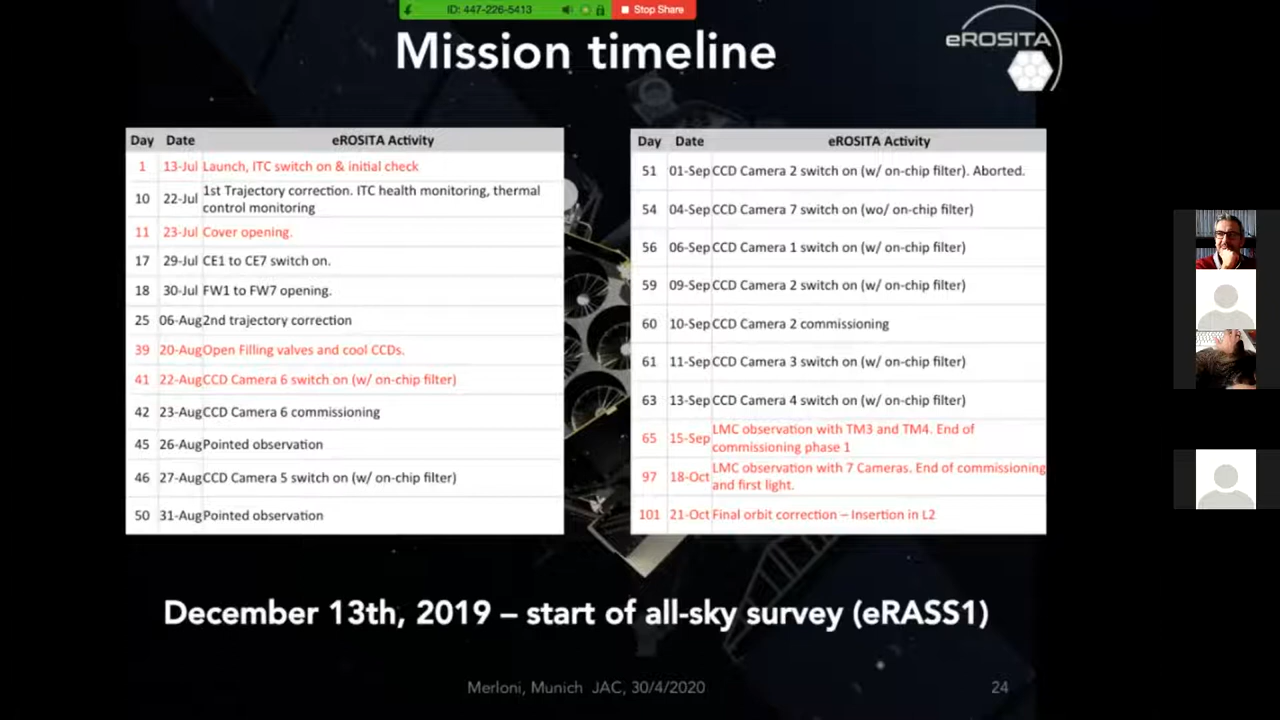 ID: 447-226-5413
Stop Share
Mission timeline
eROSITA
Day Date eROSITA Activity
1 13-Jul Launch, ITC switch on & initial check
10 22-Jul 1st Trajectory correction. ITC health monitoring, thermal
control monitoring
11 23-Jul Cover opening.
17 29-Jul CE1 to CE7 switch on.
18 30-Jul FW1 to FW7 opening.
25 06-Aug 2nd trajectory correction
39 20-Aug Open Filling valves and cool CCDs.
41 22-Aug CCD Camera 6 switch on (w/ on-chip filter)
42 23-Aug CCD Camera 6 commissioning
45 26-Aug Pointed observation
46 27-Aug CCD Camera 5 switch on (w/ on-chip filter)
50 31-Aug Pointed observation
Day Date eROSITA Activity
51 01-Sep CCD Camera 2 switch on (w/ on-chip filter). Aborted.
54 04-Sep CCD Camera 7 switch on (wo/ on-chip filter)
56 06-Sep CCD Camera 1 switch on (w/ on-chip filter)
59 09-Sep CCD Camera 2 switch on (w/ on-chip filter)
60 10-Sep CCD Camera 2 commissioning
61 11-Sep CCD Camera 3 switch on (w/ on-chip filter)
63 13-Sep CCD Camera 4 switch on (w/ on-chip filter)
65 15-Sep LMC observation with TM3 and TM4. End of
commissioning phase 1
97 18-Oct LMC observation with 7 Cameras. End of commissioning
and first light.
101 21-Oct Final orbit correction – Insertion in L2
December 13th, 2019 – start of all-sky survey (eRASS1)
Merloni, Munich JAC, 30/4/2020
24